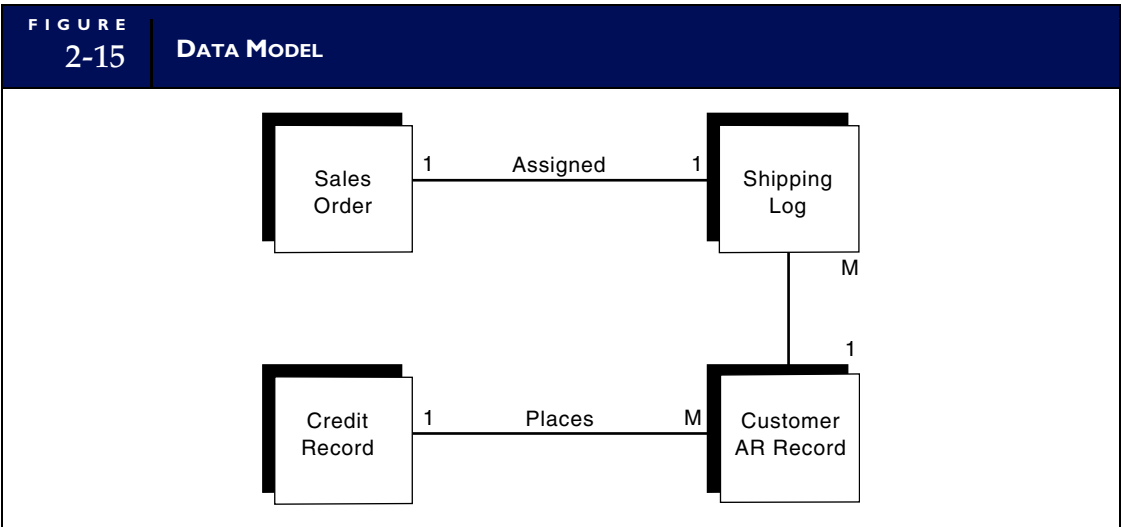 FIGURE
2-15
DATA MODEL
Sales
Order
1
Assigned
1
Shipping
Log
M
1
Credit
Record
1
Places
M
Customer
AR Record